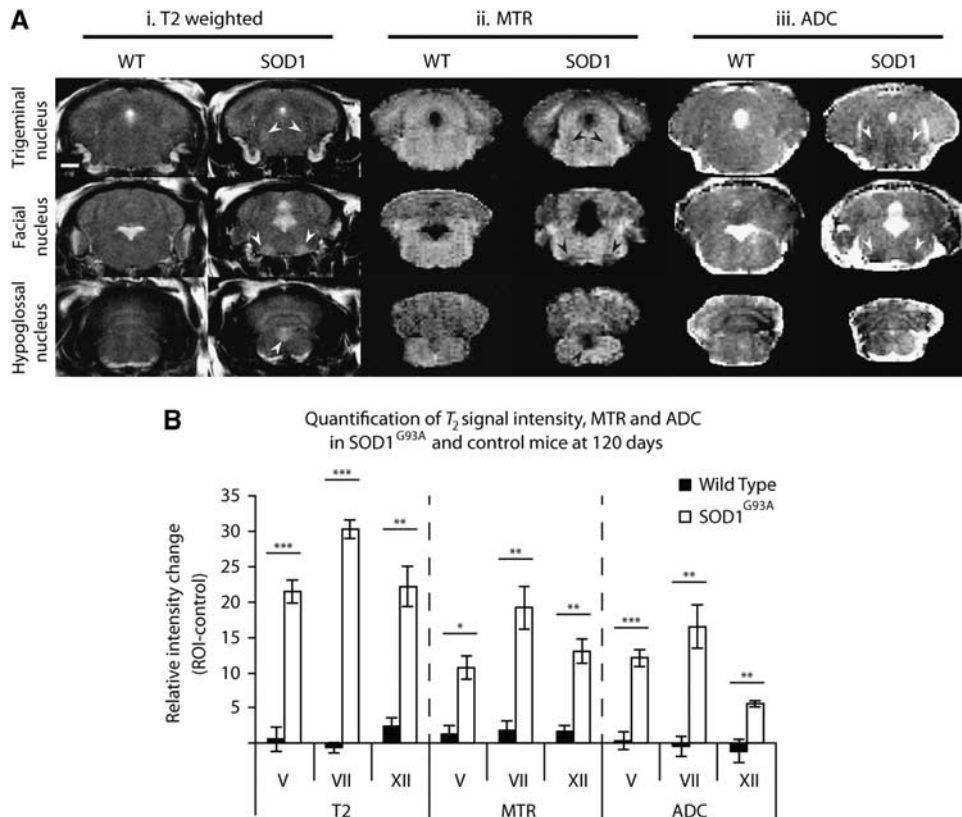 A
i. T2 weighted
ii. MTR
iii. ADC
WT
SOD1
WT
SOD1
WT
SOD1
Trigeminal
nucleus
Facial
nucleus
Hypoglossal
nucleus
B
Quantification of T2 signal intensity, MTR and ADC
in SOD1G93A and control mice at 120 days
Wild Type
SOD1G93A
Relative intensity change
(ROI-control)
35
30
25
20
15
10
5
***
***
**
*
**
**
***
**
**
V
VII
XII
V
VII
XII
V
VII
XII
T2
MTR
ADC